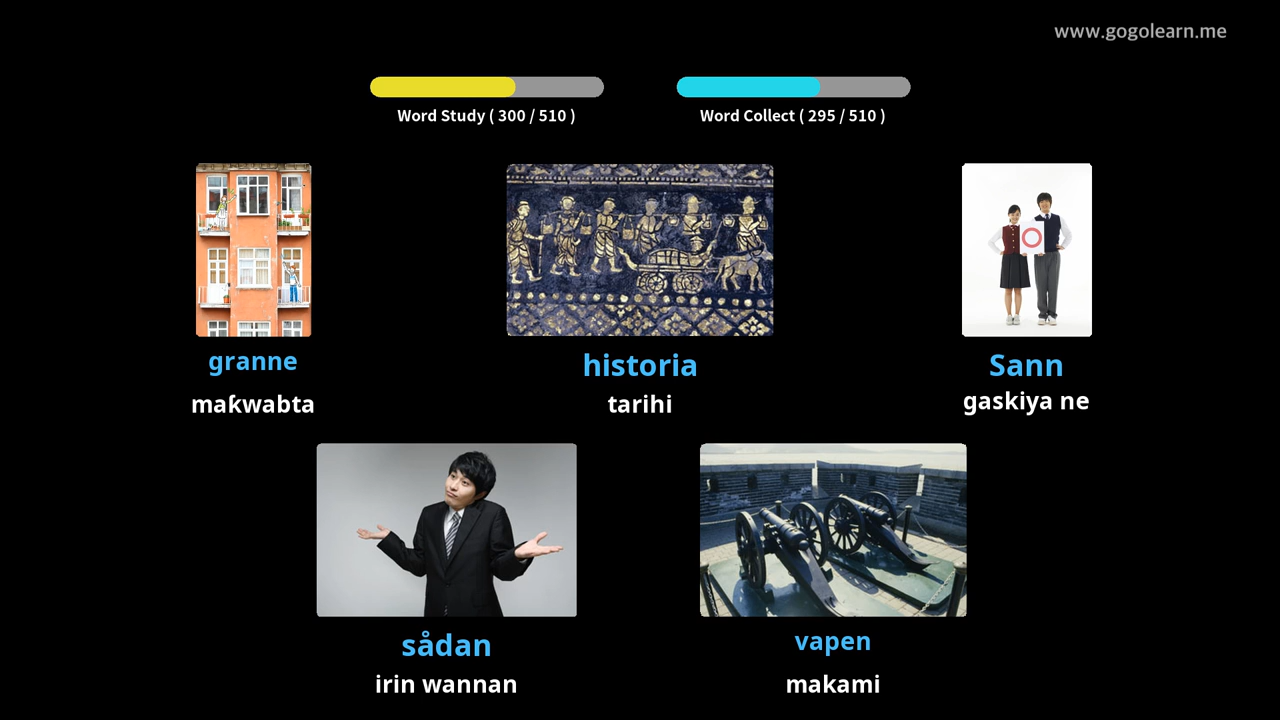 www.gogolearn.me
Word Study ( 300 / 510 )
Word Collect ( 295 / 510 )
granne
maƙwabta
historia
tarihi
Sann
gaskiya ne
sådan
irin wannan
vapen
makami